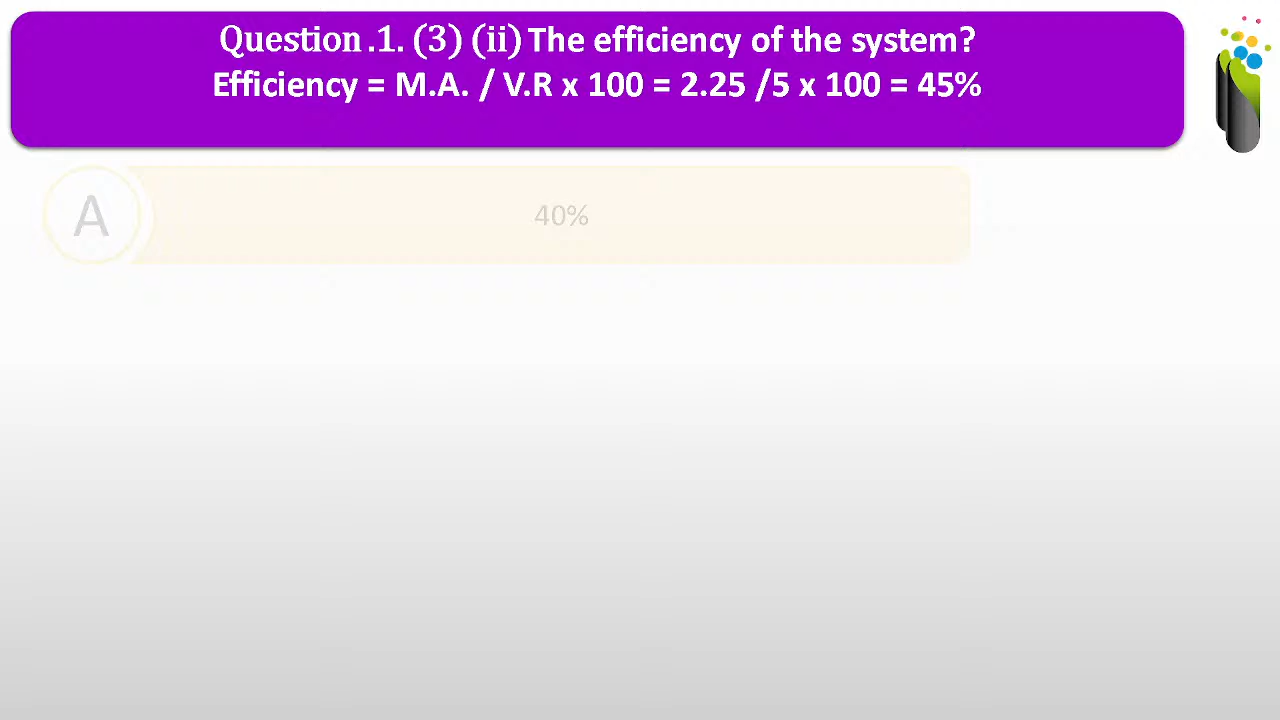 Question .1. (3) (ii) The efficiency of the system?
Efficiency = M.A. / V.R x 100 = 2.25 /5 x 100 = 45%
A
40%